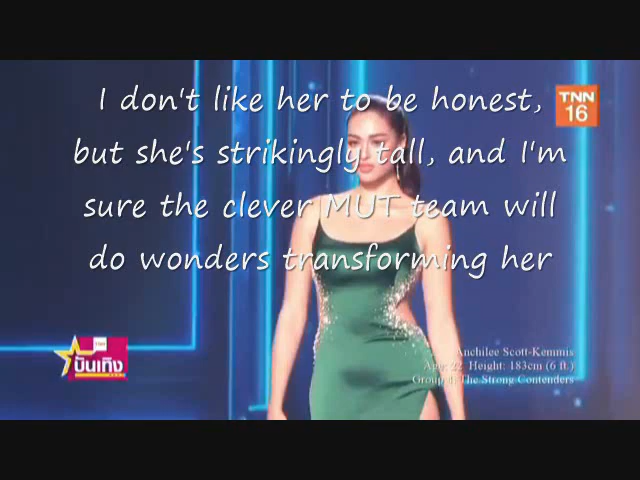 I don't like her to be honest,
but she's strikingly tall, and I'm
sure the clever MUT team will
do wonders transforming her
TNN
16
บันเทิง
Anchilee Scott-Kemmis
Age: 22 Height: 183cm (6 ft.)
Group 4: The Strong Contenders